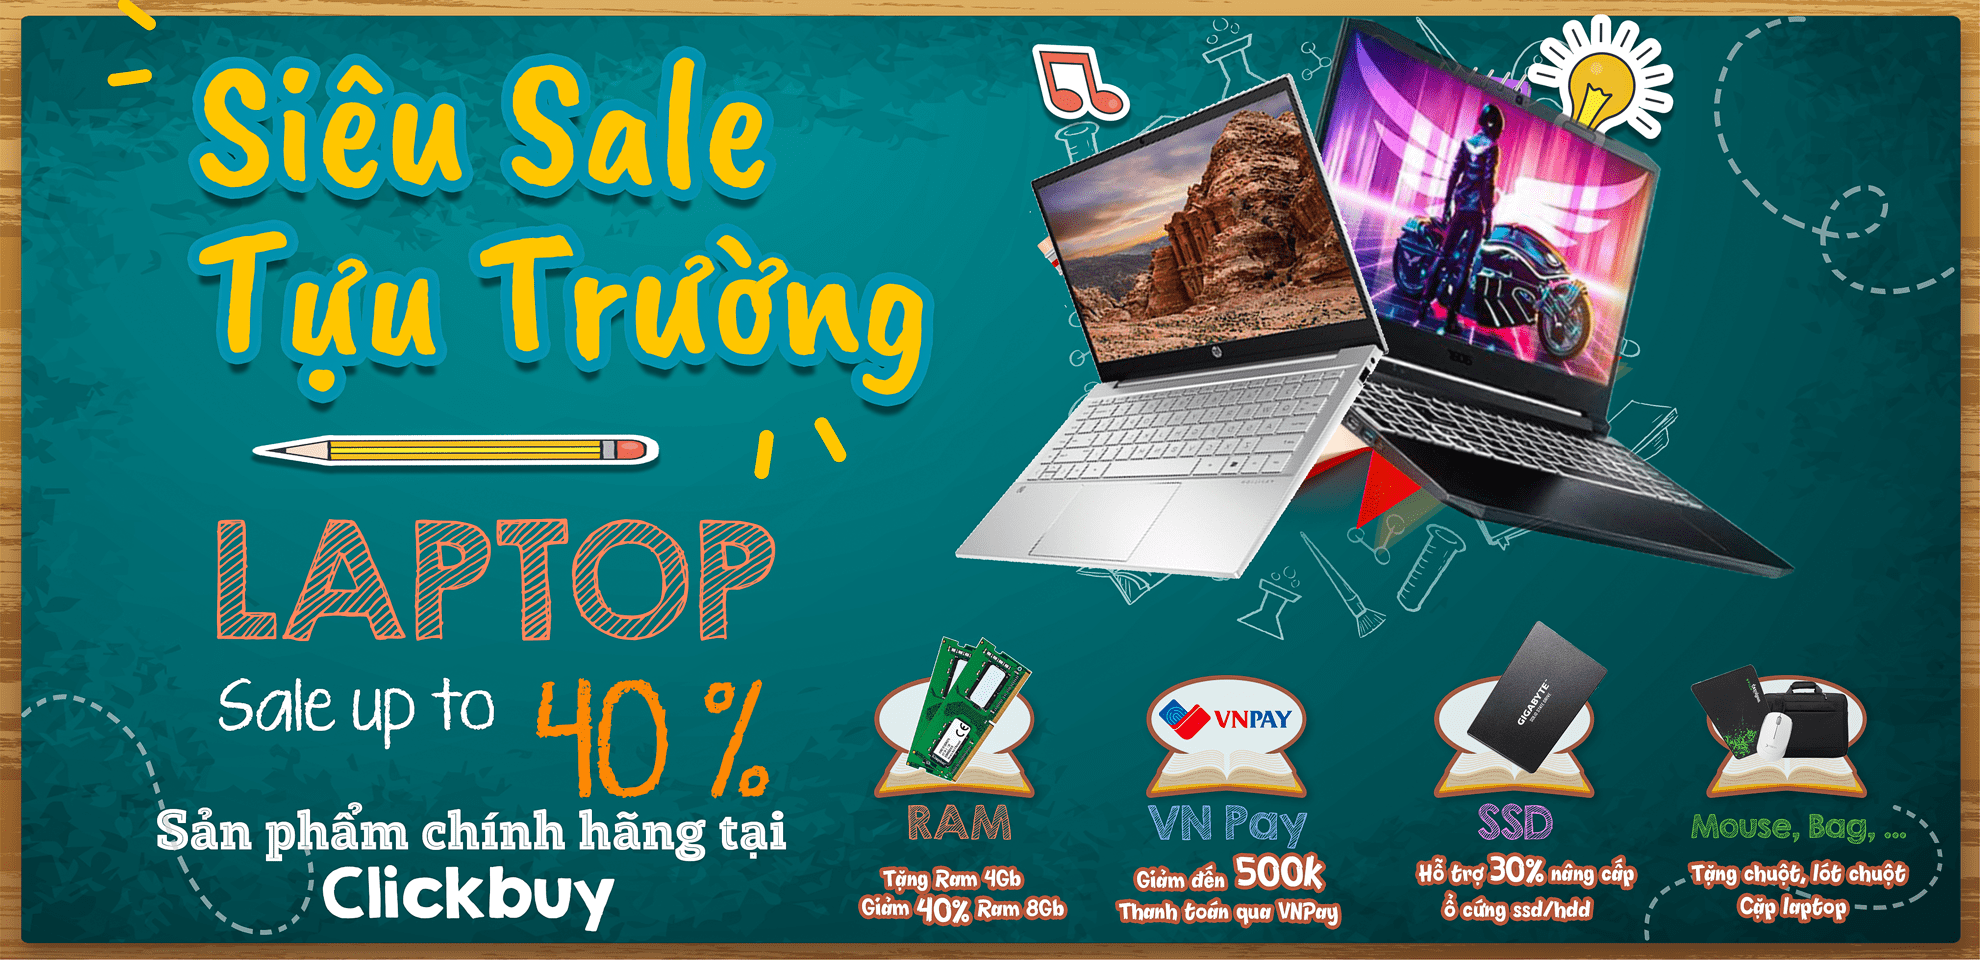 Siêu Sale
Tựu Trường
LAPTOP
Sale up to 40 %
Sản phẩm chính hãng tại
Clickbuy
RAM
Tặng Ram 4Gb
Giảm 40% Ram 8Gb
VNPAY
VN Pay
Giảm đến 500k
Thanh toán qua VNPay
GIGABYTE™
SSD
Hỗ trợ 30% nâng cấp
ổ cứng ssd/hdd
Mouse, Bag, ...
Tặng chuột, lót chuột
Cặp laptop